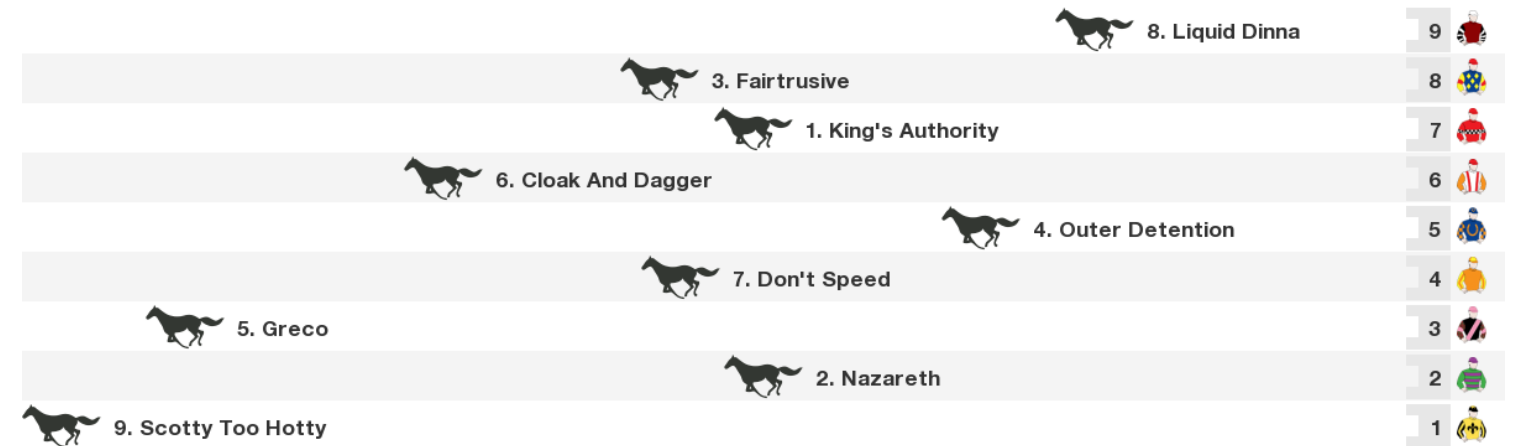 8. Liquid Dinna 9
3. Fairtrusive 8
1. King's Authority 7
6. Cloak And Dagger 6
4. Outer Detention 5
7. Don't Speed 4
5. Greco 3
2. Nazareth 2
9. Scotty Too Hotty 1